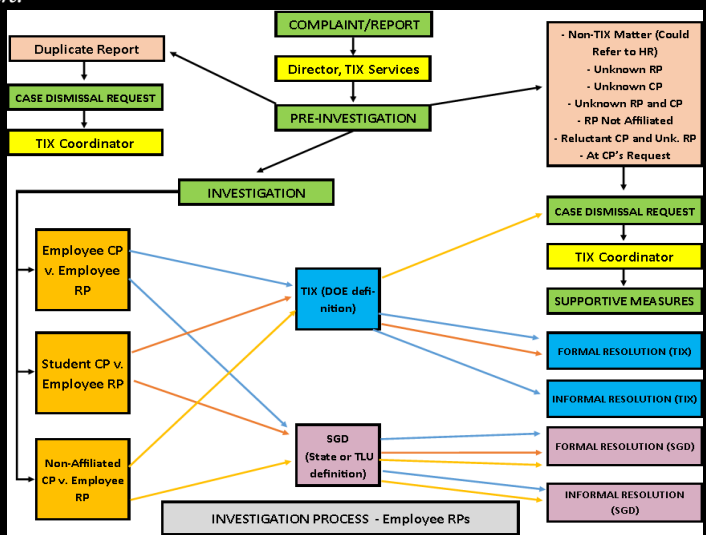 COMPLAINT/REPORT
Duplicate Report
Director, TIX Services
CASE DISMISSAL REQUEST
PRE-INVESTIGATION
TIX Coordinator
- Non-TIX Matter (Could
Refer to HR)
- Unknown RP
- Unknown CP
- Unknown RP and CP
- RP Not Affiliated
- Reluctant CP and Unk. RP
- At CP's Request
INVESTIGATION
CASE DISMISSAL REQUEST
TIX Coordinator
SUPPORTIVE MEASURES
Employee CP
v. Employee
RP
TIX (DOE defi-
nition)
Student CP v.
Employee RP
FORMAL RESOLUTION (TIX)
INFORMAL RESOLUTION (TIX)
Non-Affiliated
CP v. Employee
RP
SGD
(State or TLU
definition)
FORMAL RESOLUTION (SGD)
INFORMAL RESOLUTION
(SGD)
INVESTIGATION PROCESS - Employee RPs